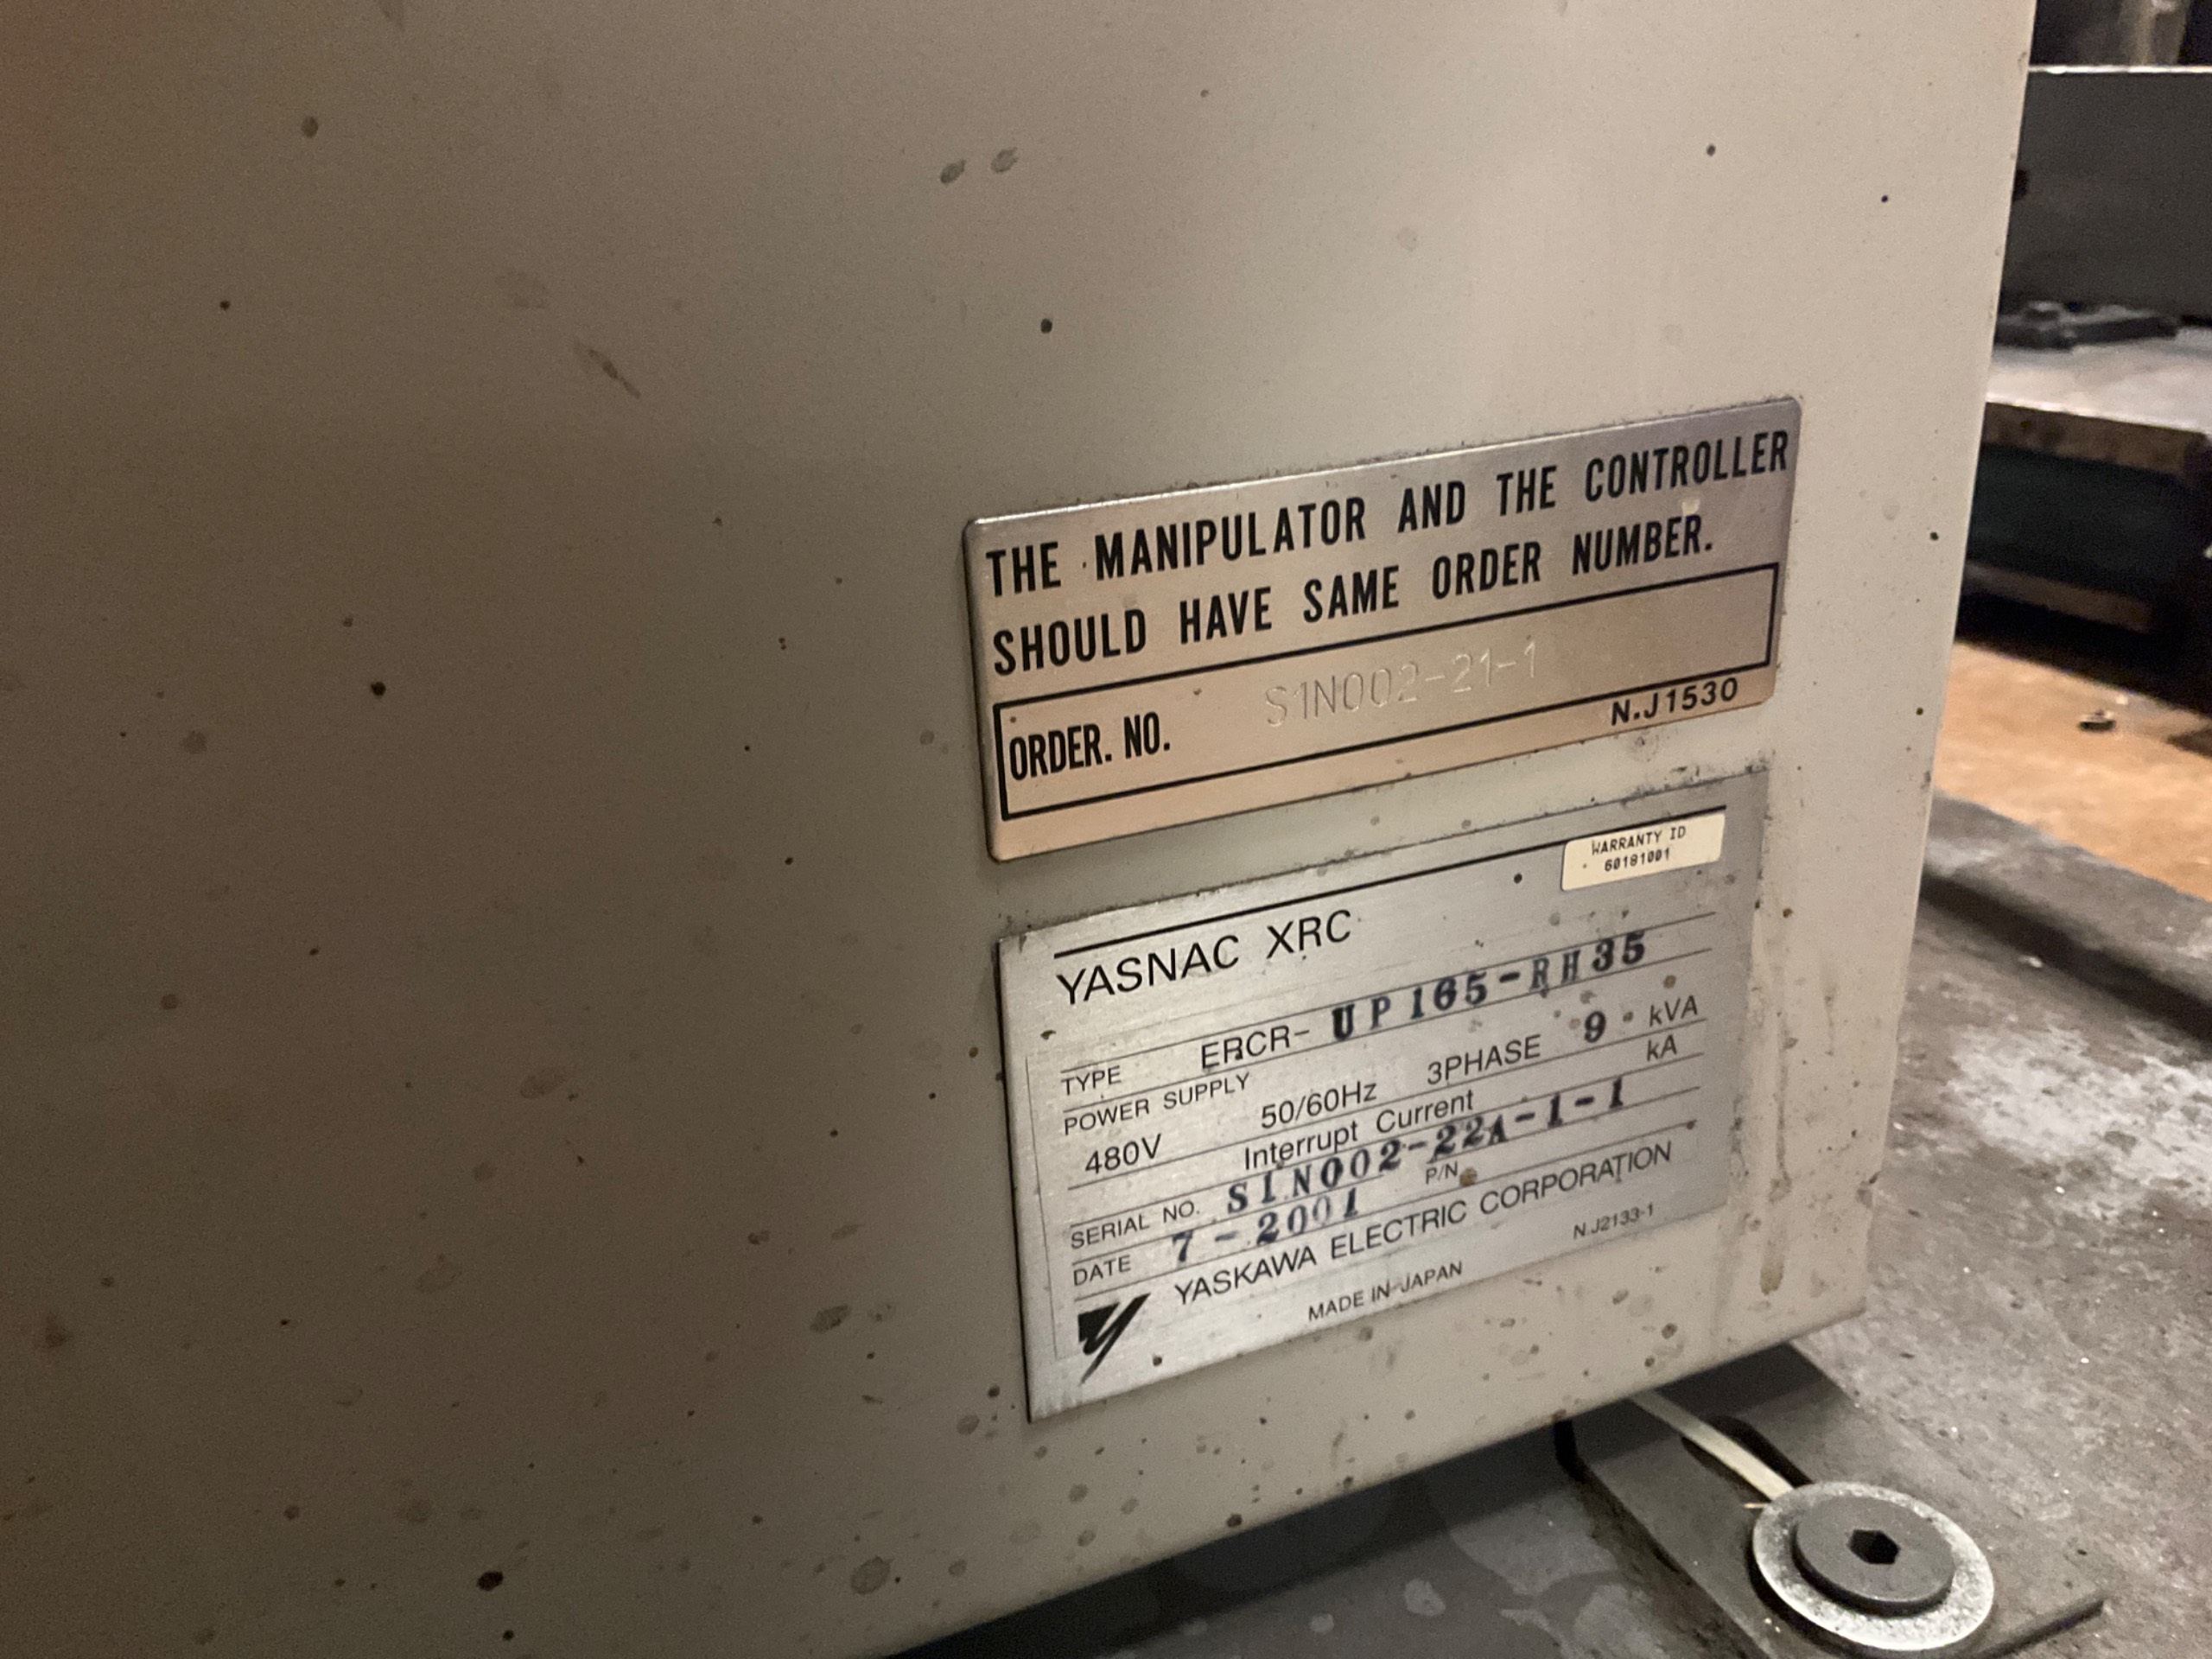 THE MANIPULATOR AND THE CONTROLLER
SHOULD HAVE SAME ORDER NUMBER.
ORDER. NO. S1N002-21-1
N.J1530
WARRANTY ID
60181001
YASNAC XRC
TYPE ERCR- UP165-RH35
POWER SUPPLY
480V 50/60Hz 3PHASE 9 kVA
Interrupt Current kA
SERIAL NO. S1N002-22A-1-1
DATE 7-2001 P/N
YASKAWA ELECTRIC CORPORATION
MADE IN JAPAN NJ2133-1